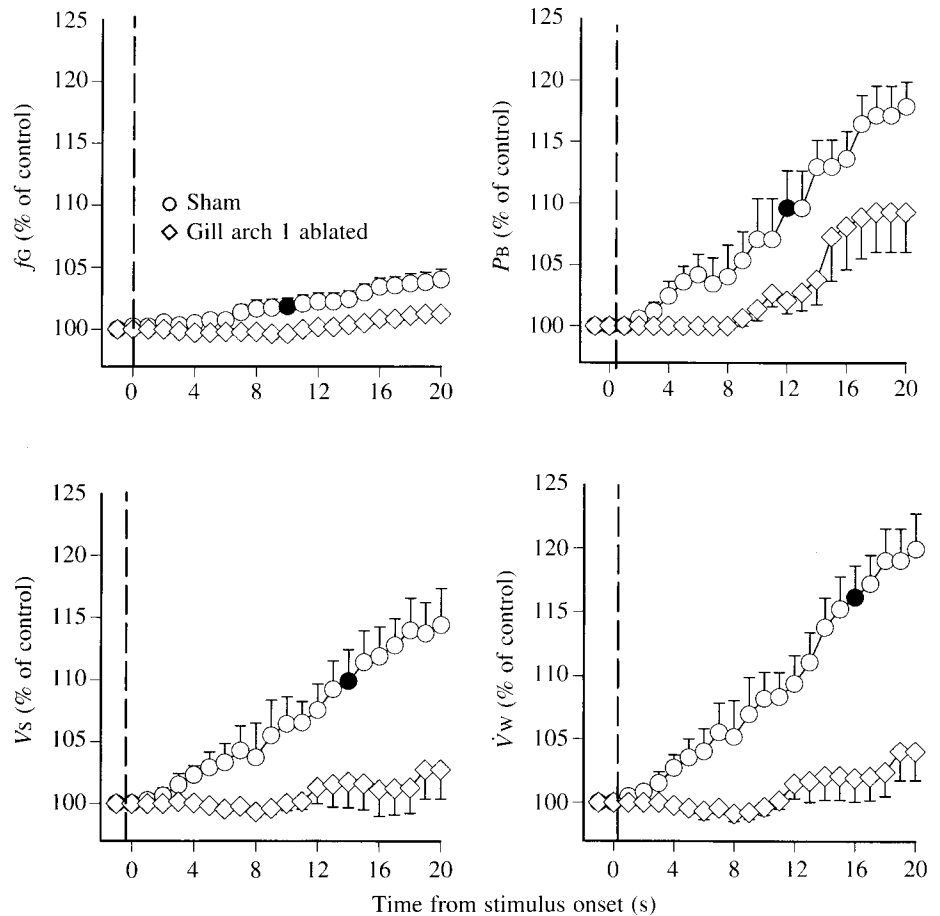 125
120
115
110
105
100
fG (% of control)
Sham
Gill arch 1 ablated
0 4 8 12 16 20
125
120
115
110
105
100
PB (% of control)
0 4 8 12 16 20
125
120
115
110
105
100
VS (% of control)
0 4 8 12 16 20
125
120
115
110
105
100
V̇W (% of control)
0 4 8 12 16 20
Time from stimulus onset (s)